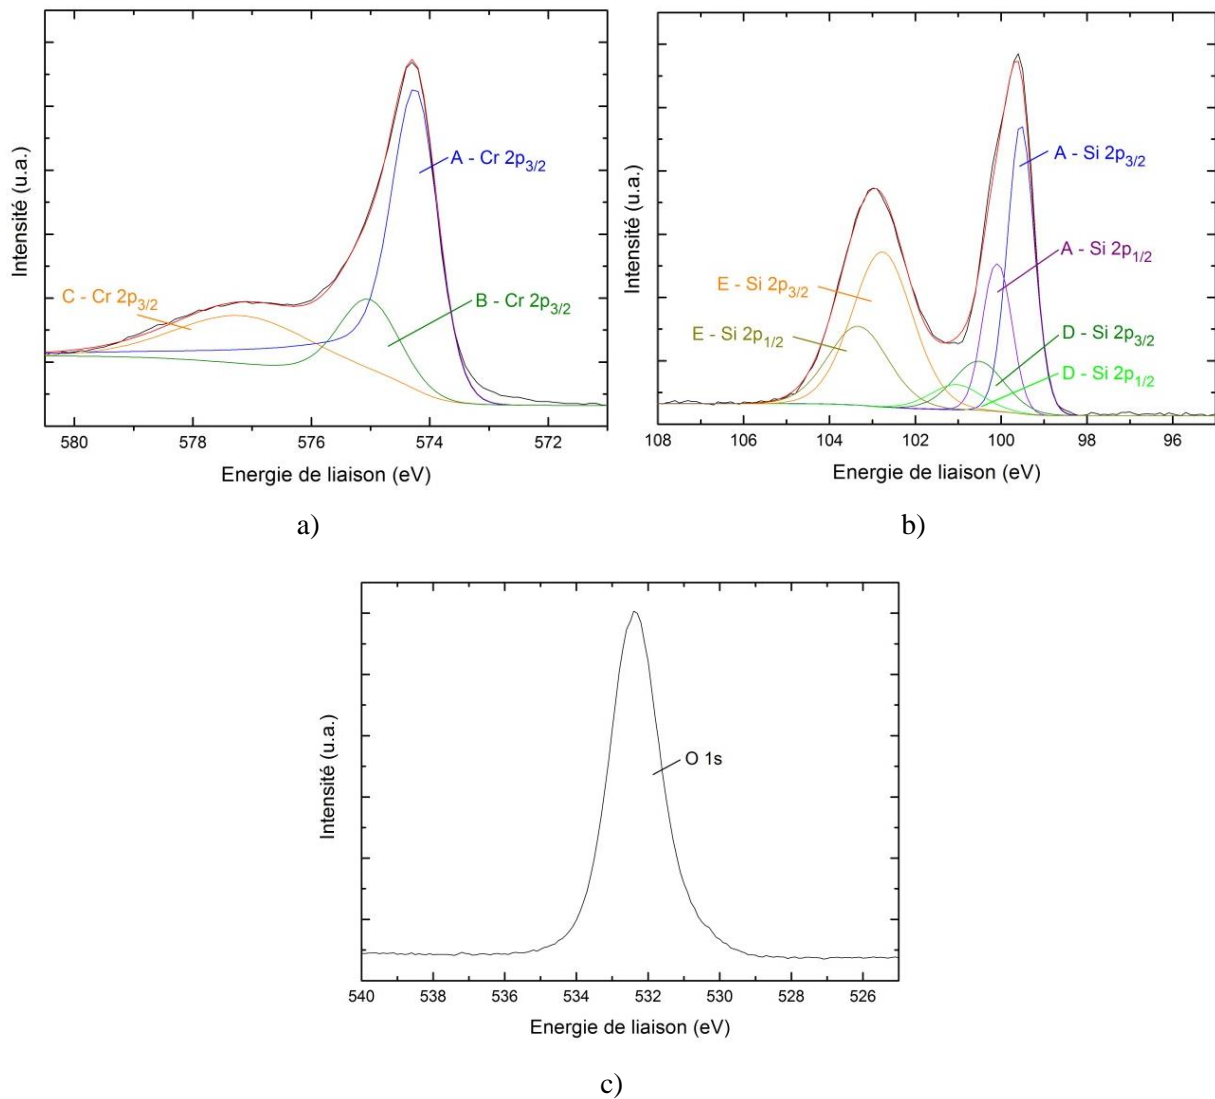 Intensité (u.a.)
A - Cr 2p3/2
C - Cr 2p3/2
B - Cr 2p3/2
580 578 576 574 572
Energie de liaison (eV)
a)
Intensité (u.a.)
A - Si 2p3/2
A - Si 2p1/2
E - Si 2p3/2
E - Si 2p1/2
D - Si 2p3/2
D - Si 2p1/2
108 106 104 102 100 98 96
Energie de liaison (eV)
b)
Intensité (u.a.)
O 1s
540 538 536 534 532 530 528 526
Energie de liaison (eV)
c)